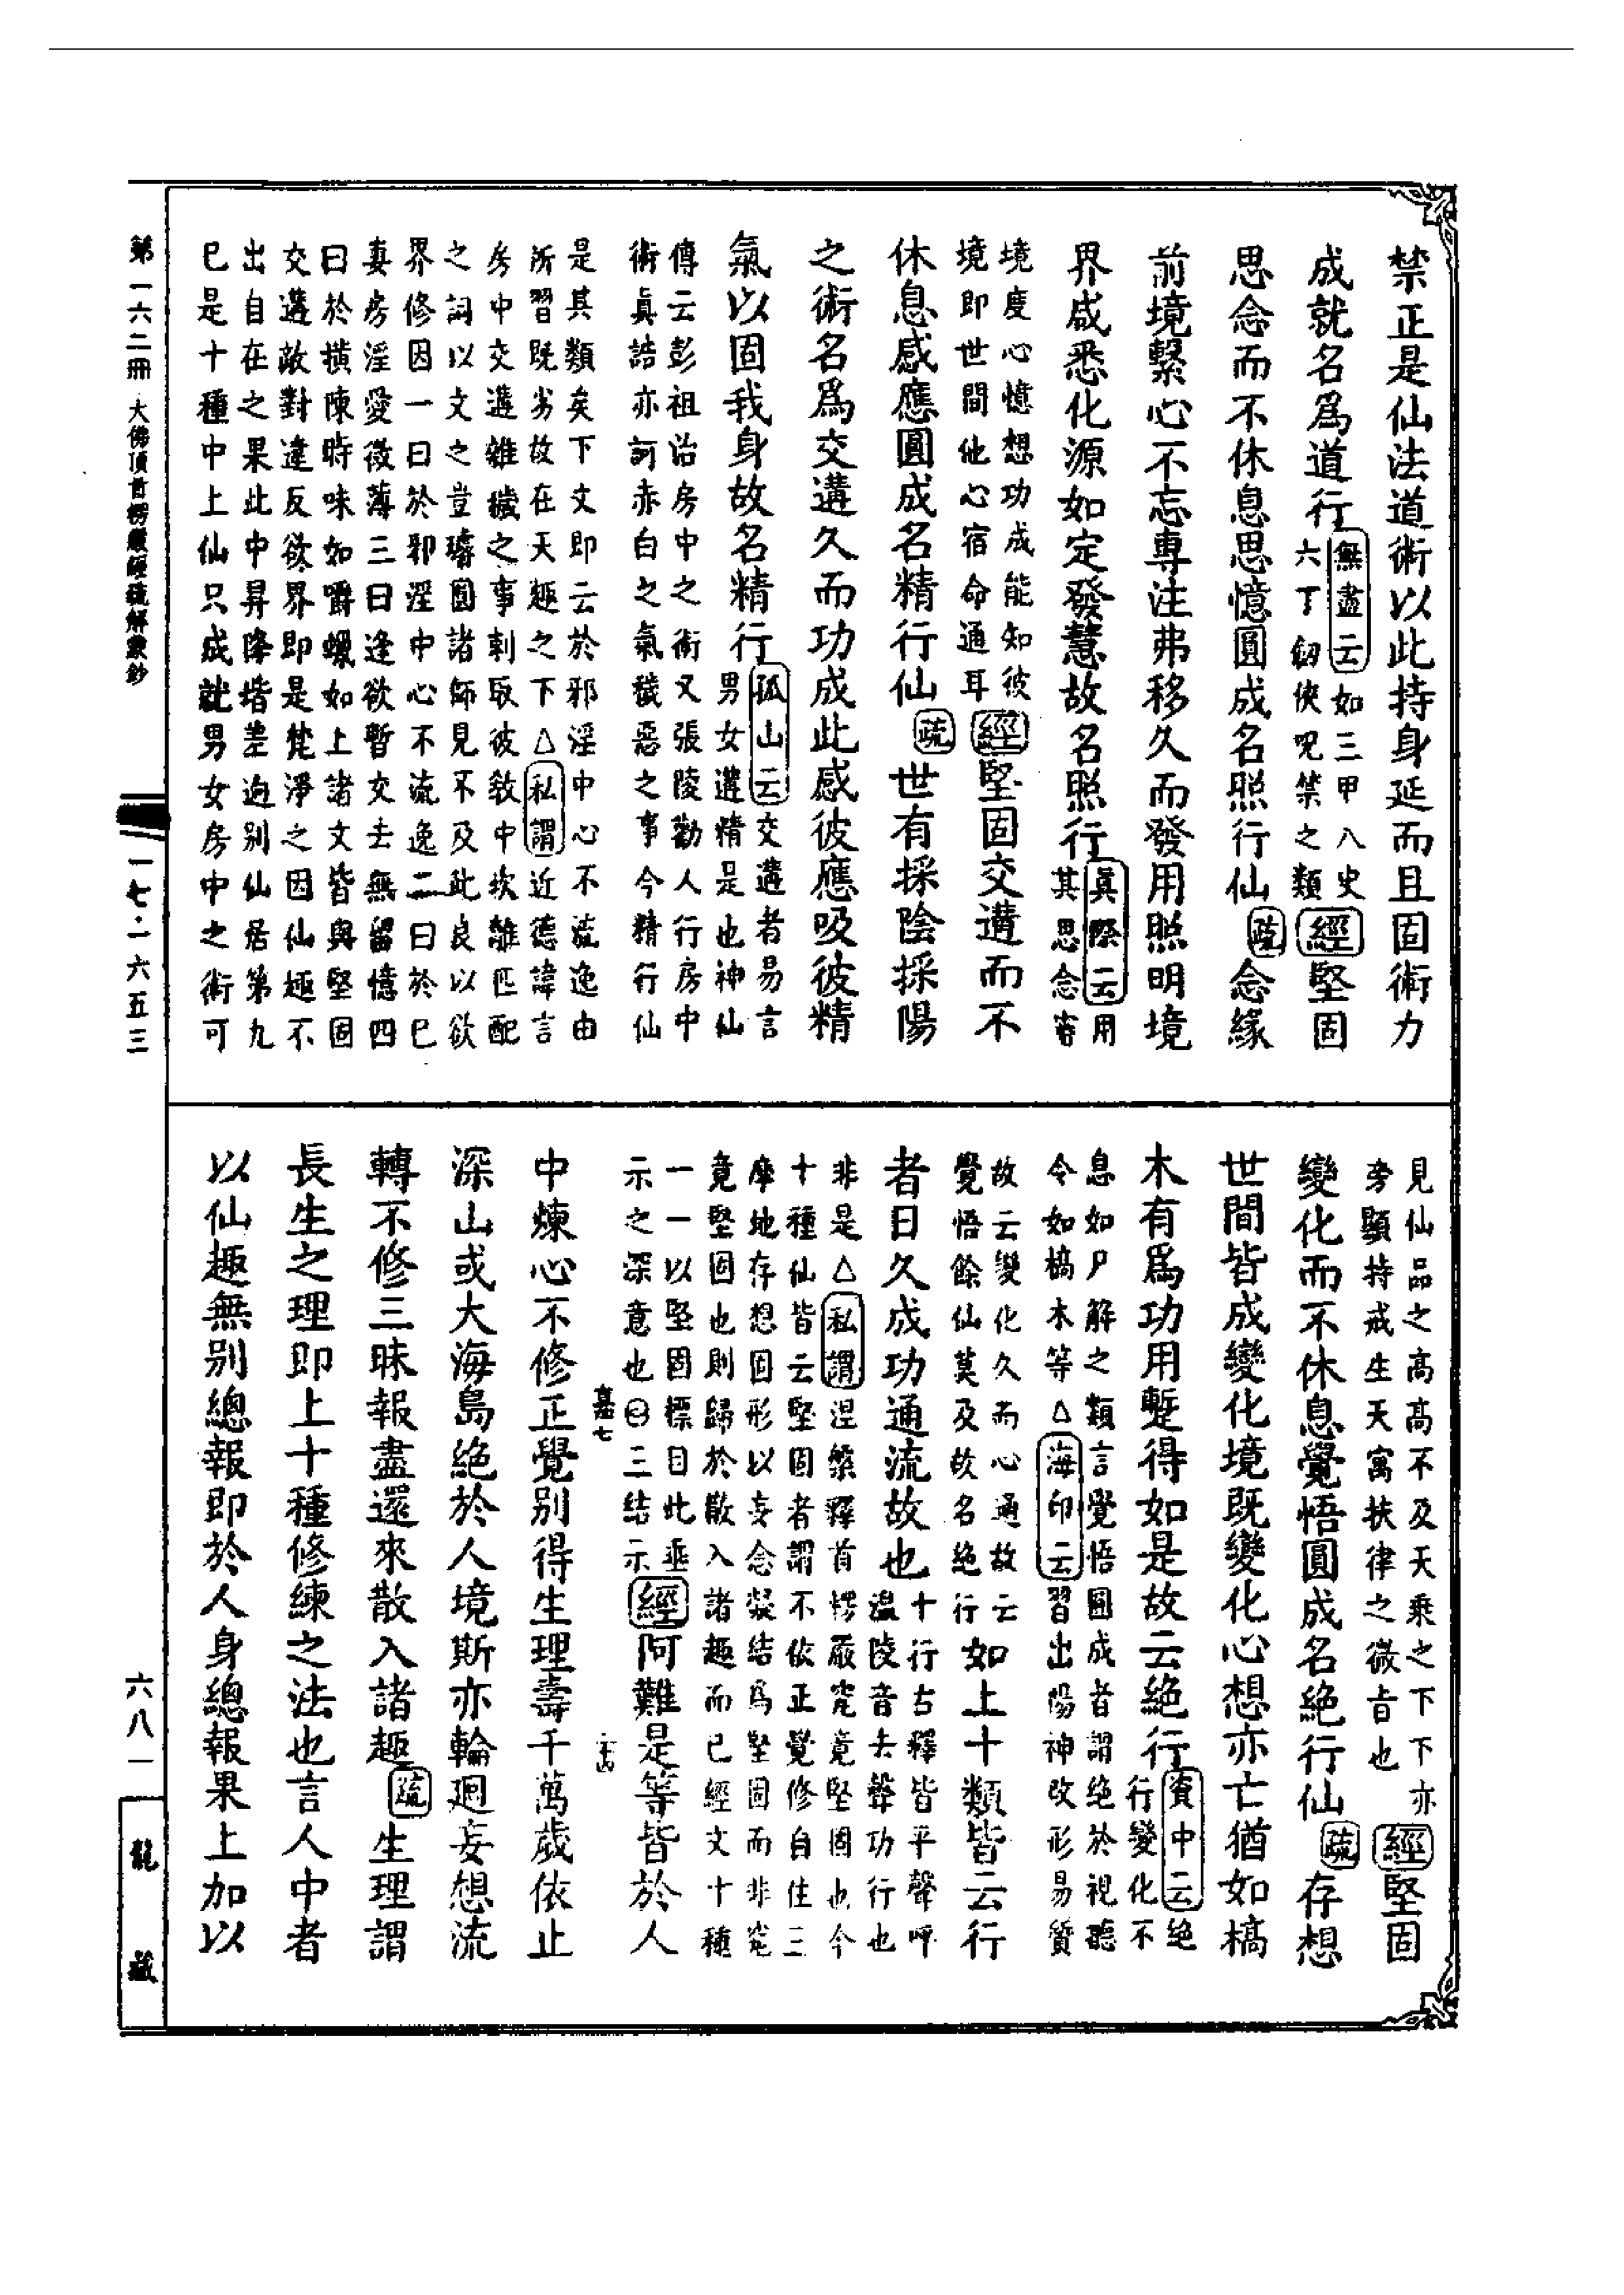 禁正是仙法道術以此持身延而且固術力
成就名爲道行無盡云如三甲八史
六丁劒俠呪禁之類經堅固
思念而不休息思憶圓成名照行仙疏念緣
前境繫心不忘專注弗移久而發用照明境
界咸悉化源如定發慧故名照行眞際云用
其思念審
境度心憶想功成能知彼
境即世間他心宿命通耳經堅固交遘而不
休息感應圓成名精行仙疏世有採陰採陽
之術名爲交遘久而功成此感彼應吸彼精
氣以固我身故名精行孤山云交遘者易言
男女遘精是也神仙
傳云彭祖治房中之術又張陵勸人行房中
術眞誥亦訶赤白之氣穢惡之事今精行仙
是其類矣下文即云於邪淫中心不流逸由
所習既劣故在天趣之下△私謂近德諱言
房中交遘雜穢之事剌取彼敎中坎離匹配
之詞以文之豈璿圓諸師見不及此良以欲
界修因一曰於邪淫中心不流逸二曰於已
妻房淫愛微薄三曰逢欲暫交去無留憶四
曰於橫陳時味如嚼蠟如上諸文皆與堅固
交遘敵對違反欲界即是梵淨之因仙趣不
出自在之果此中昇降堦差逈别仙居第九
已是十種中上仙只成就男女房中之術可
見仙品之高高不及天乘之下下亦
旁顯持戒生天寓扶律之微旨也經堅固
變化而不休息覺悟圓成名絕行仙疏存想
世間皆成變化境既變化心想亦亡猶如槁
木有爲功用蹔得如是故云絕行資中云絕
行變化不
息如尸解之類言覺悟圓成者謂絶於視聽
令如槁木等△海印云習出陽神改形易質
故云變化久而心通故云
覺悟餘仙莫及故名絶行如上十類皆云行
者日久成功通流故也十行古釋皆平聲呼
溫陵音去聲功行也
非是△私謂涅槃釋首楞嚴究竟堅固也今
十種仙皆云堅固者謂不依正覺修自住三
摩地存想固形以妄念凝結爲堅固而非究
竟堅固也則歸於散入諸趣而已經文十種
一一以堅固標目此垂
示之深意也㊂三結示經阿難是等皆於人
嘉七
中煉心不修正覺别得生理壽千萬歲依止
深山或大海島絶於人境斯亦輪廻妄想流
轉不修三昧報盡還來散入諸趣疏生理謂
長生之理即上十種修練之法也言人中者
以仙趣無别總報即於人身總報果上加以
第一六二冊 大佛頂首楞嚴經疏解蒙鈔
一七·一六五三
六八一
龍藏